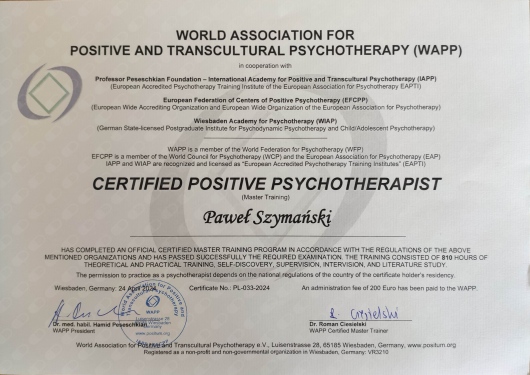 WORLD ASSOCIATION FOR
POSITIVE AND TRANSCULTURAL PSYCHOTHERAPY (WAPP)
in cooperation with
Professor Peseschkian Foundation – International Academy for Positive and Transcultural Psychotherapy (IAPP)
(European Accredited Psychotherapy Training Institute of the European Association for Psychotherapy EAPTI)
European Federation of Centers of Positive Psychotherapy (EFCPP)
(European Wide Accrediting Organization and European Wide Organization of the European Association for Psychotherapy)
Wiesbaden Academy for Psychotherapy (WIAP)
(German State-licensed Postgraduate Institute for Psychodynamic Psychotherapy and Child/Adolescent Psychotherapy)
WAPP is a member of the World Federation for Psychotherapy (WFP)
EFCPP is a member of the World Council for Psychotherapy (WCP) and the European Association for Psychotherapy (EAP)
IAPP and WIAP are recognized and licensed as "European Accredited Psychotherapy Training Institutes" (EAPTI)
CERTIFIED POSITIVE PSYCHOTHERAPIST
(Master Training)
Paweł Szymański
HAS COMPLETED AN OFFICIAL CERTIFIED MASTER TRAINING PROGRAM IN ACCORDANCE WITH THE REGULATIONS OF THE ABOVE
MENTIONED ORGANIZATIONS AND HAS PASSED SUCCESSFULLY THE REQUIRED EXAMINATION. THE TRAINING CONSISTED OF 810 HOURS OF
THEORETICAL AND PRACTICAL TRAINING, SELF-DISCOVERY, SUPERVISION, INTERVISION, AND LITERATURE STUDY.
The permission to practice as a psychotherapist depends on the national regulations of the country of the certificate holder's residency.
Wiesbaden, Germany, 24 April 2024 Certificate No.: PL-033-2024 An administration fee of 200 Euro has been paid to the WAPP.
WAPP
Luisenstrasse 28
www.positum.org
Dr. med. habil. Hamid Peseschkian Dr. Roman Ciesielski
WAPP President WAPP Certified Master Trainer
World Association for Positive and Transcultural Psychotherapy e.V., Luisenstrasse 28, 65185 Wiesbaden, Germany, www.positum.org
Registered as a non-profit and non-governmental organization in Wiesbaden, Germany: VR3210